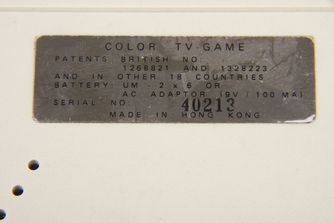 COLOR TV-GAME
PATENTS BRITISH NO:
1268821 AND 1328223
AND IN OTHER 18 COUNTRIES
BATTERY: UM - 2 x 6 OR
AC ADAPTOR (9V / 100 MA)
SERIAL NO: 40213
MADE IN HONG KONG